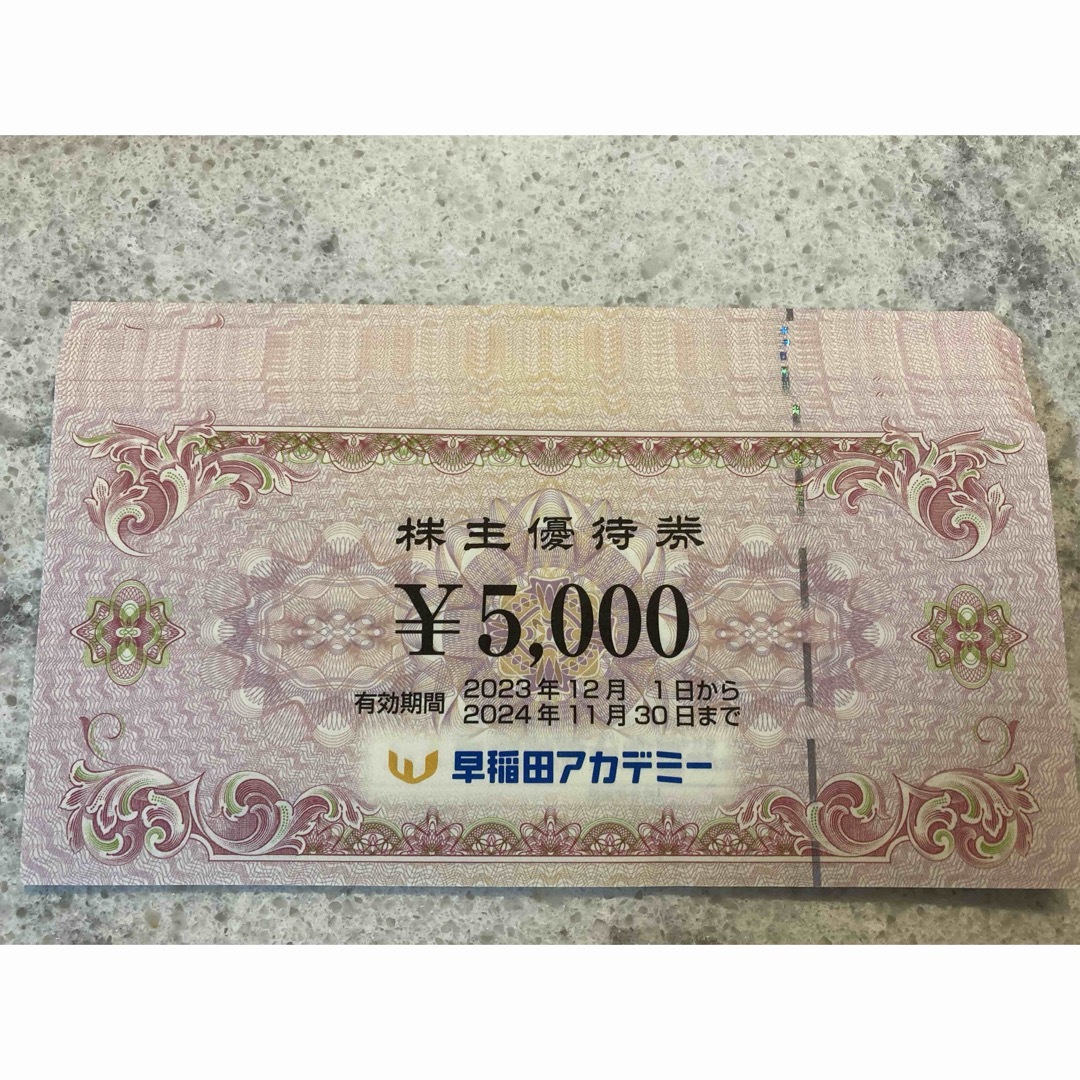 株主優待券
¥5,000
有効期間 2023年12月 1日から
2024年11月30日まで
早稲田アカデミー